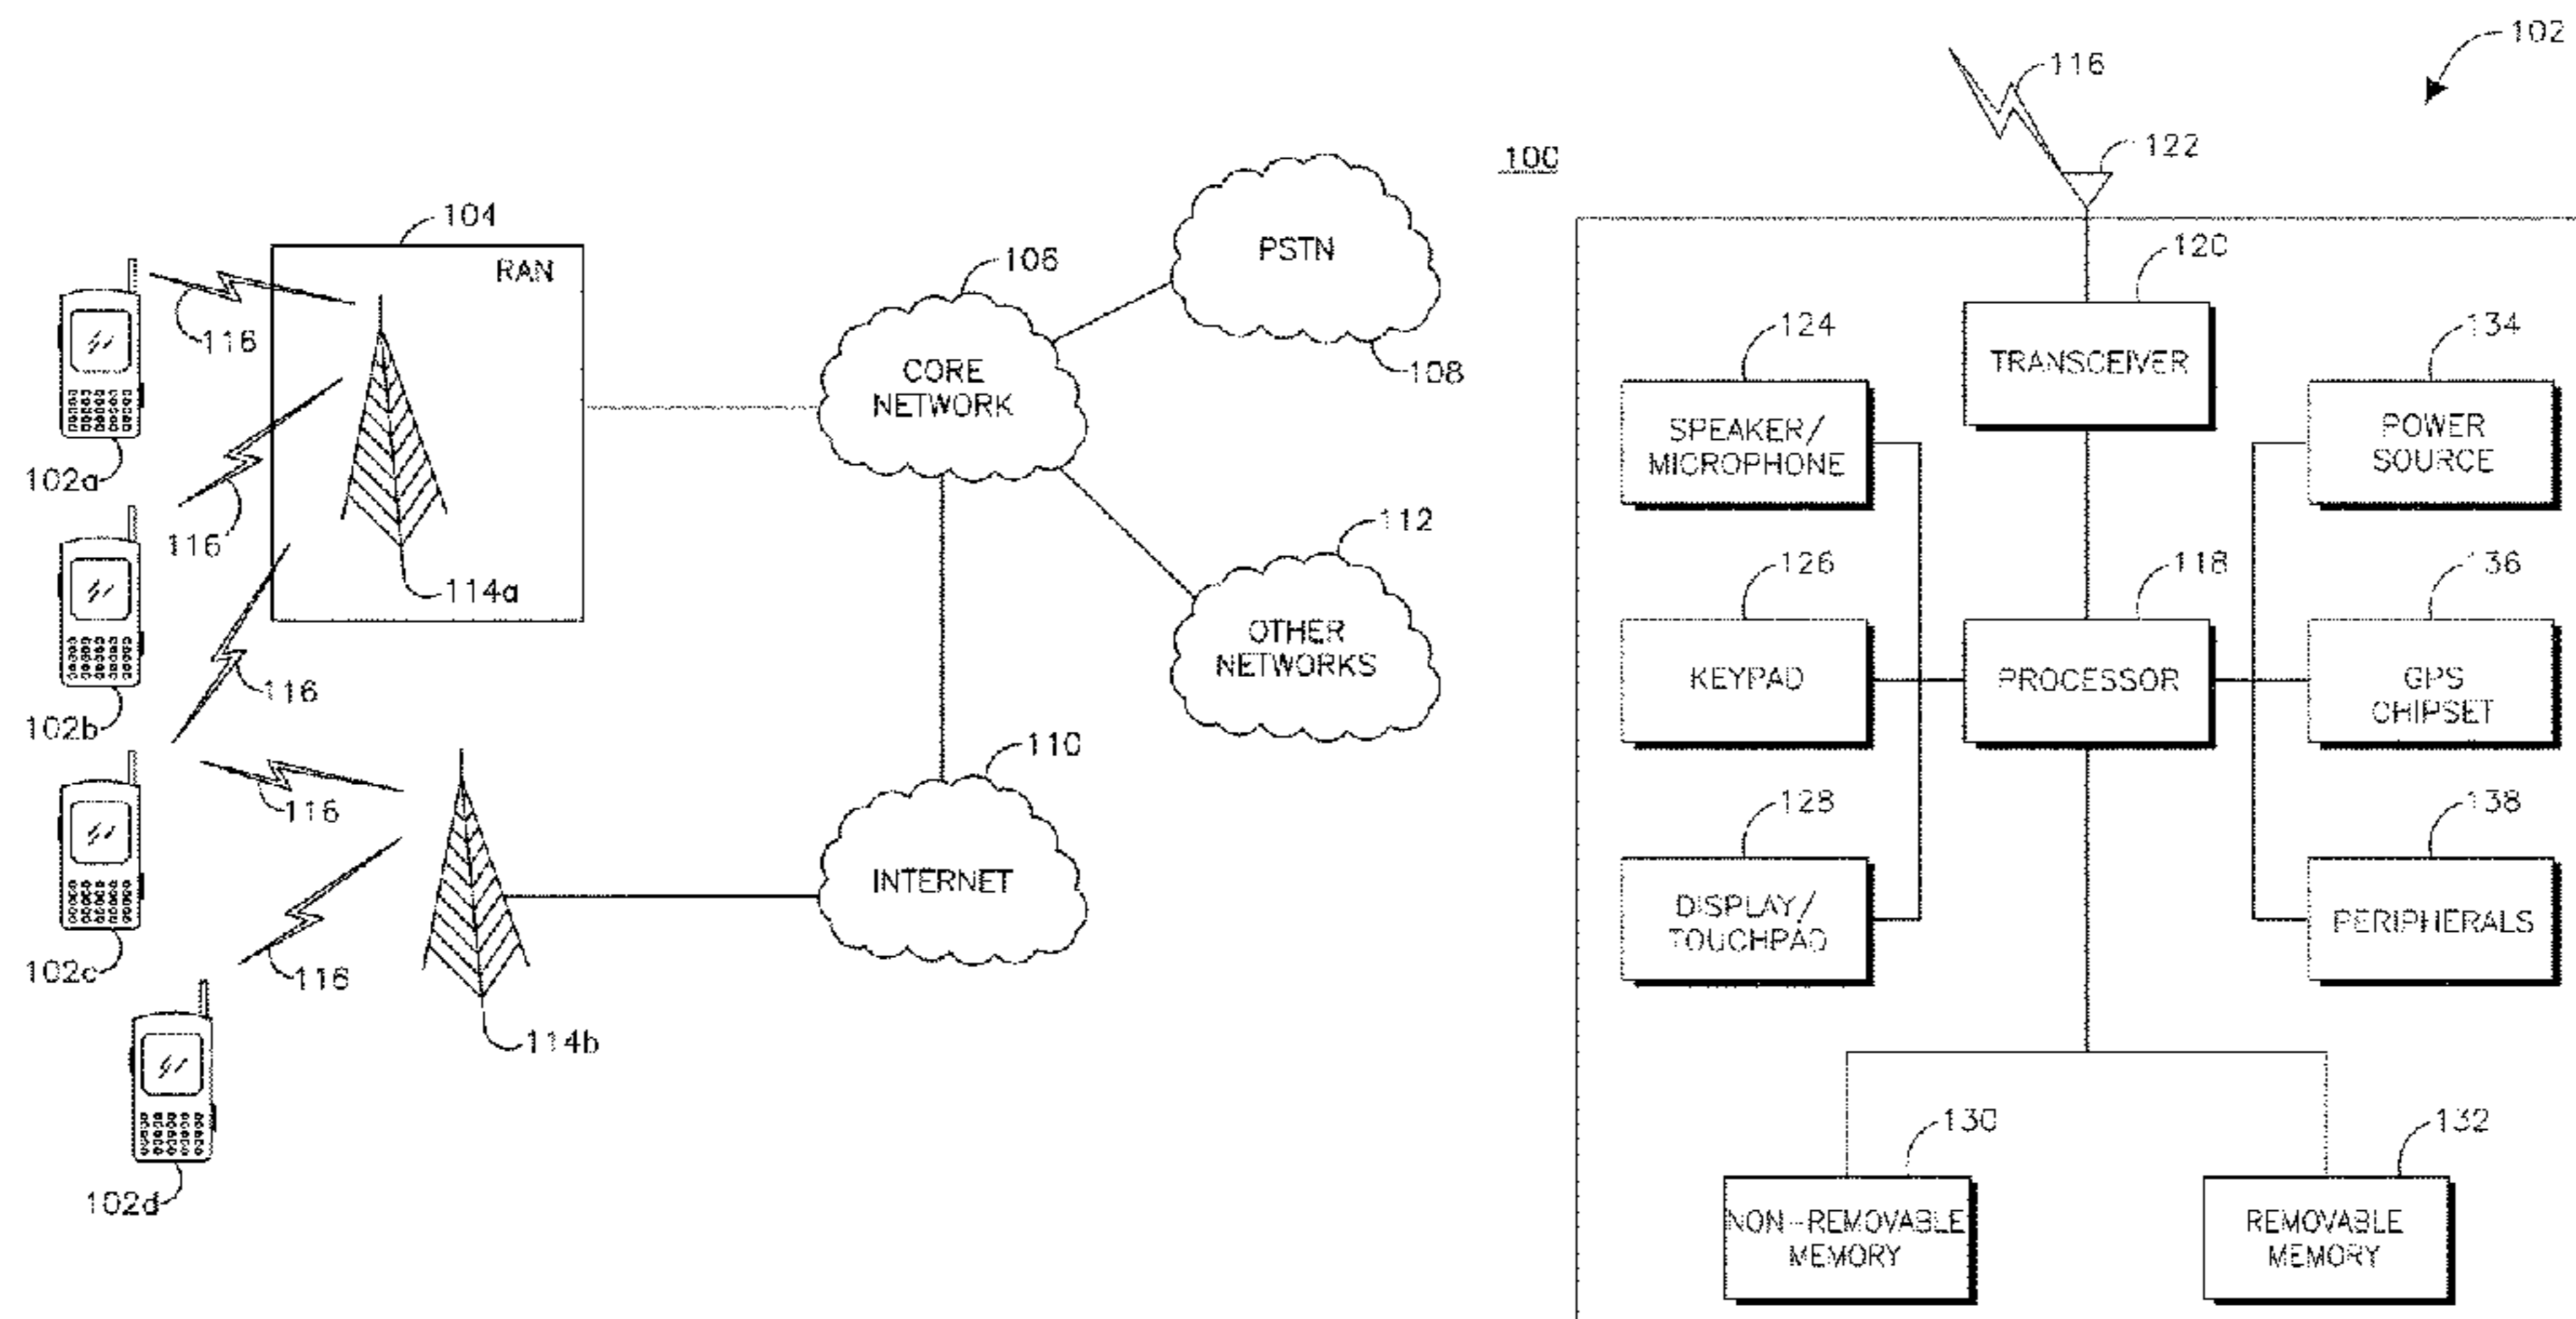 100
104
RAN
116
102a
116
114a
102b
116
102c
116
116
114b
102d
106
CORE
NETWORK
PSTN
108
112
OTHER
NETWORKS
110
INTERNET
102
116
122
120
TRANSCEIVER
124
SPEAKER/
MICROPHONE
134
POWER
SOURCE
126
KEYPAD
118
PROCESSOR
136
GPS
CHIPSET
128
DISPLAY/
TOUCHPAD
138
PERIPHERALS
130
NON-REMOVABLE
MEMORY
132
REMOVABLE
MEMORY